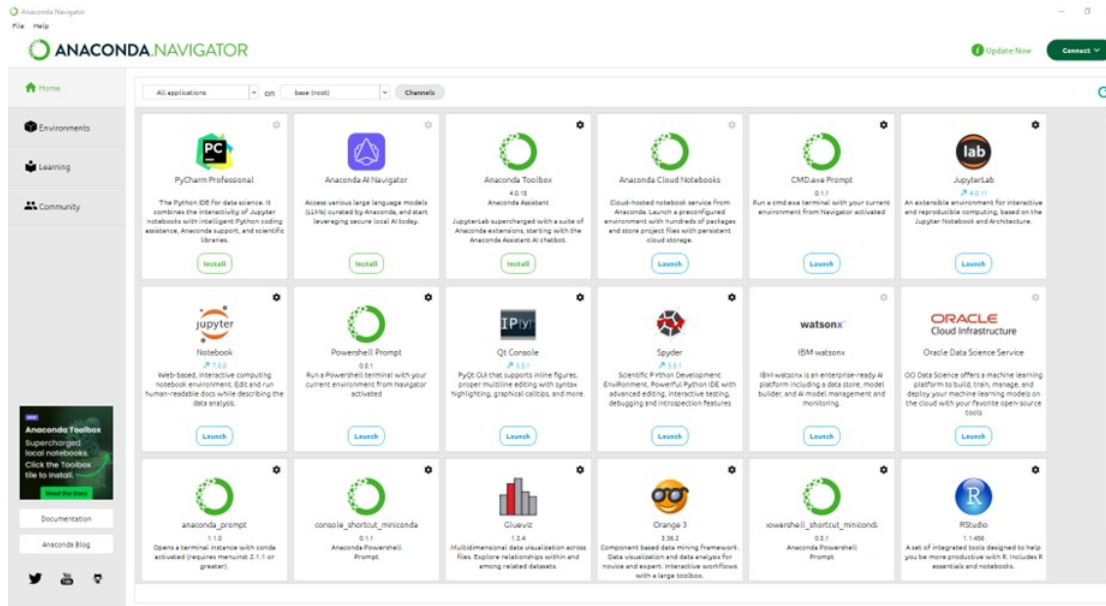 Anaconda Navigator
File Help
ANACONDA.NAVIGATOR
Update Now
Connect
Home
Environments
Learning
Community
All applications
on
base (root)
Channels
PC
PyCharm Professional
The Python IDE for data science. It
combines the interactivity of Jupyter
notebooks with intelligent Python coding
assistance, Anaconda support, and scientific
libraries.
Install
Anaconda AI Navigator
Access various large language models
(LLMs) curated by Anaconda, and start
leveraging secure local AI today.
Install
Anaconda Toolbox
4.0.15
Anaconda Assistant
JupyterLab supercharged with a suite of
Anaconda extensions, starting with the
Anaconda Assistant AI chatbot.
Install
Anaconda Cloud Notebooks
Cloud-hosted notebook service from
Anaconda. Launch a preconfigured
environment with hundreds of packages
and store project files with persistent
cloud storage.
Launch
CMD.exe Prompt
0.1.1
Run a cmd.exe terminal with your current
environment from Navigator activated
Launch
lab
JupyterLab
4.0.11
An extensible environment for interactive
and reproducible computing, based on the
Jupyter Notebook and Architecture.
Launch
jupyter
Notebook
7.0.8
Web-based, interactive computing
notebook environment. Edit and run
human-readable docs while describing the
data analysis.
Launch
Powershell Prompt
0.0.1
Run a Powershell terminal with your
current environment from Navigator
activated
Launch
IP[y]:
Qt Console
5.5.1
PyQt GUI that supports inline figures,
proper multiline editing with syntax
highlighting, graphical calltips, and more.
Launch
Spyder
5.5.1
Scientific Python Development
EnviRonment. Powerful Python IDE with
advanced editing, interactive testing,
debugging and introspection features
Launch
watsonx
IBM watsonx
IBM watsonx is an enterprise-ready AI
platform including a data store, model
builder, and AI model management and
monitoring.
Launch
ORACLE
Cloud Infrastructure
Oracle Data Science Service
OCI Data Science offers a machine learning
platform to build, train, manage, and
deploy your machine learning models on
the cloud with your favorite open-source
tools
Launch
anaconda_prompt
1.1.0
Opens a terminal instance with conda
activated (requires menuinst 2.1.1 or
greater).
console_shortcut_miniconda
0.1.1
Anaconda Powershell
Prompt
Glueviz
1.2.4
Multidimensional data visualization across
files. Explore relationships within and
among related datasets.
Orange 3
3.36.2
Component based data mining framework.
Data visualization and data analysis for
novice and expert. Interactive workflows
with a large toolbox.
powershell_shortcut_minicondi
0.0.1
Anaconda Powershell
Prompt
R
RStudio
1.1.456
A set of integrated tools designed to help
you be more productive with R. Includes R
essentials and notebooks.
NEW
Anaconda Toolbox
Supercharged
local notebooks.
Click the Toolbox
tile to install.
Read the Docs
Documentation
Anaconda Blog